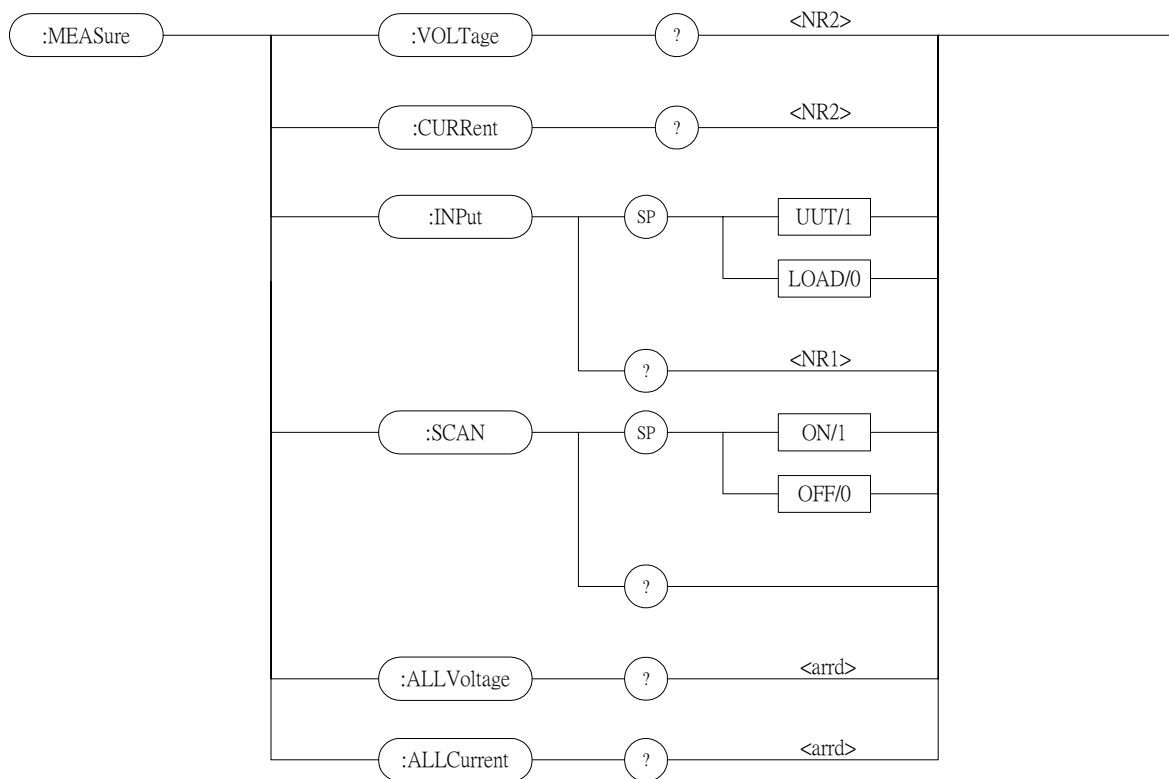 :MEASure :VOLTage ? <NR2>
:CURRent ? <NR2>
:INPut SP UUT/1
LOAD/0
? <NR1>
:SCAN SP ON/1
OFF/0
?
:ALLVoltage ? <arrd>
:ALLCurrent ? <arrd>